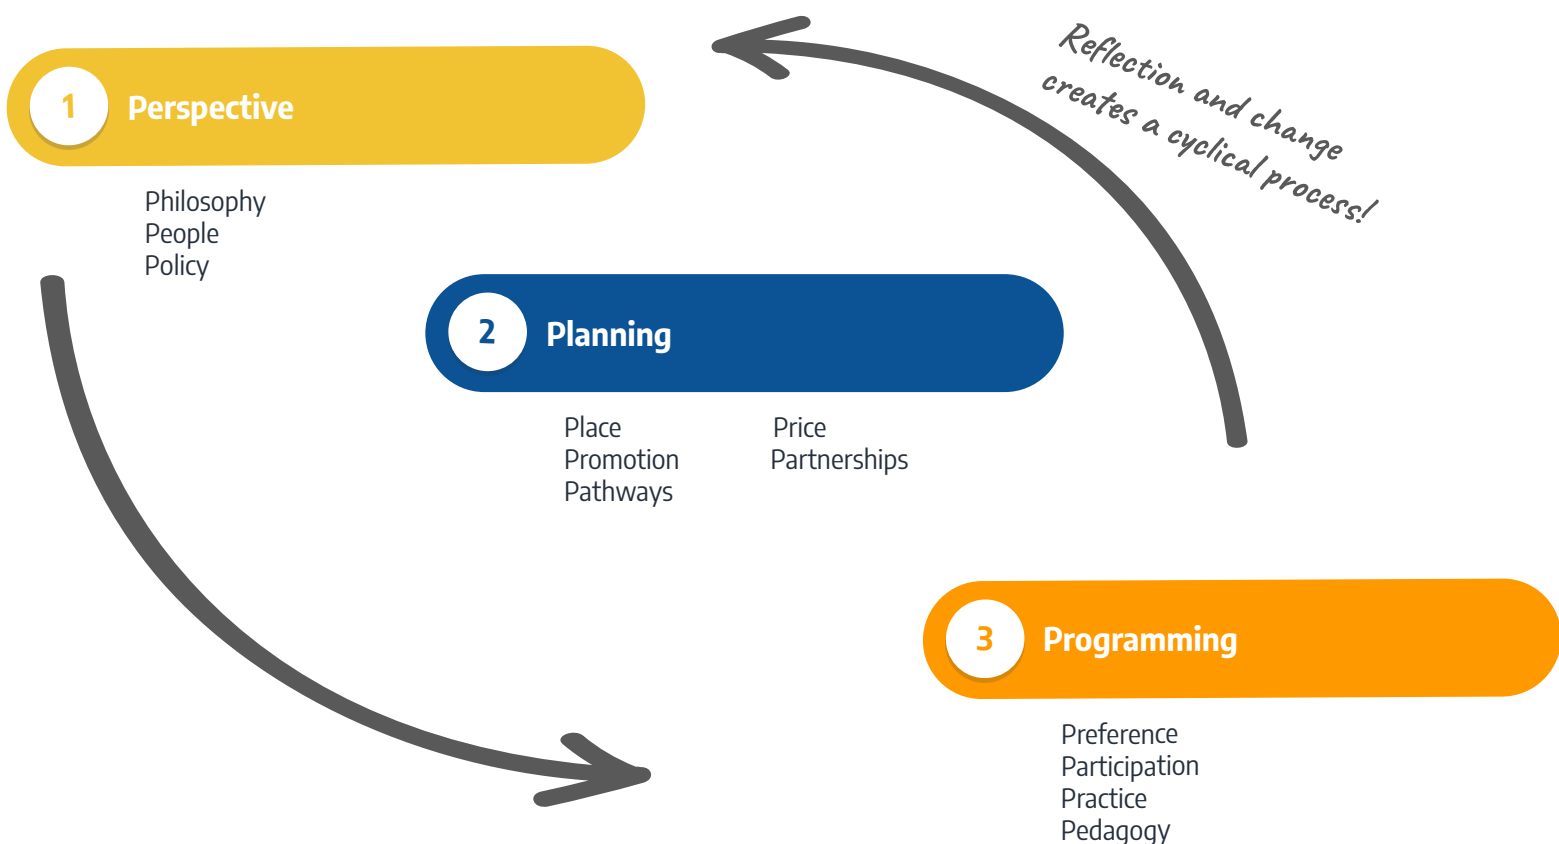 Reflection and change
creates a cyclical process!
1 Perspective
Philosophy
People
Policy
2 Planning
Place
Promotion
Pathways
Price
Partnerships
3 Programming
Preference
Participation
Practice
Pedagogy